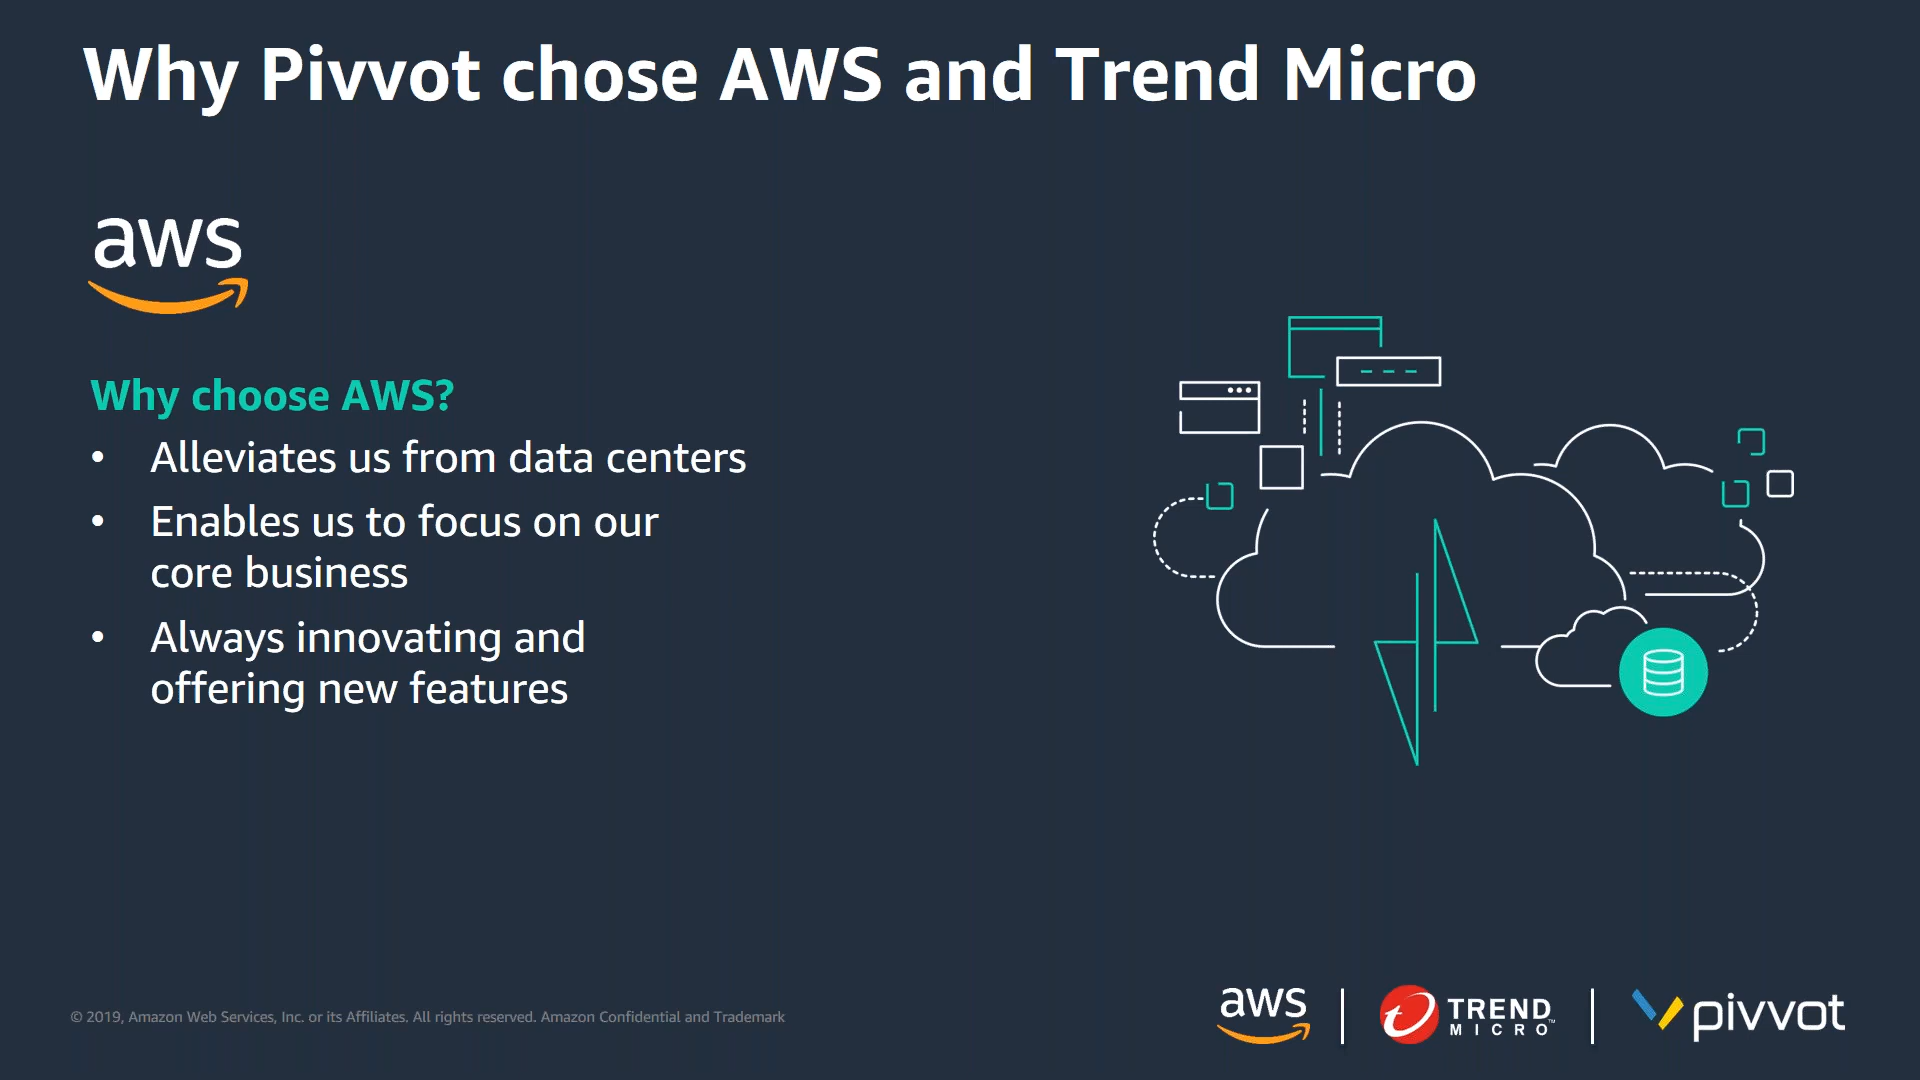 Why Pivvot chose AWS and Trend Micro
aws
Why choose AWS?
• Alleviates us from data centers
• Enables us to focus on our
core business
• Always innovating and
offering new features
© 2019, Amazon Web Services, Inc. or its Affiliates. All rights reserved. Amazon Confidential and Trademark
aws
TREND
MICRO™
pivvot